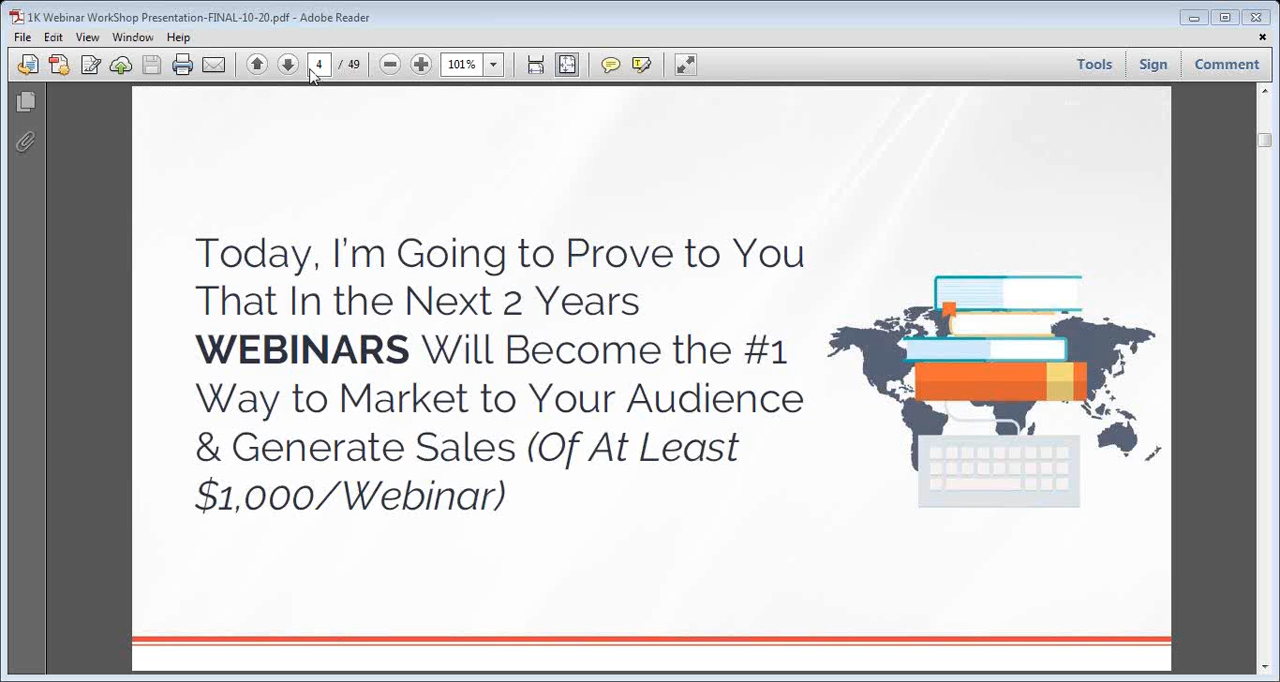 1K Webinar WorkShop Presentation-FINAL-10-20.pdf - Adobe Reader
File Edit View Window Help
4 / 49 101% Tools Sign Comment
Today, I'm Going to Prove to You
That In the Next 2 Years
WEBINARS Will Become the #1
Way to Market to Your Audience
& Generate Sales (Of At Least
$1,000/Webinar)